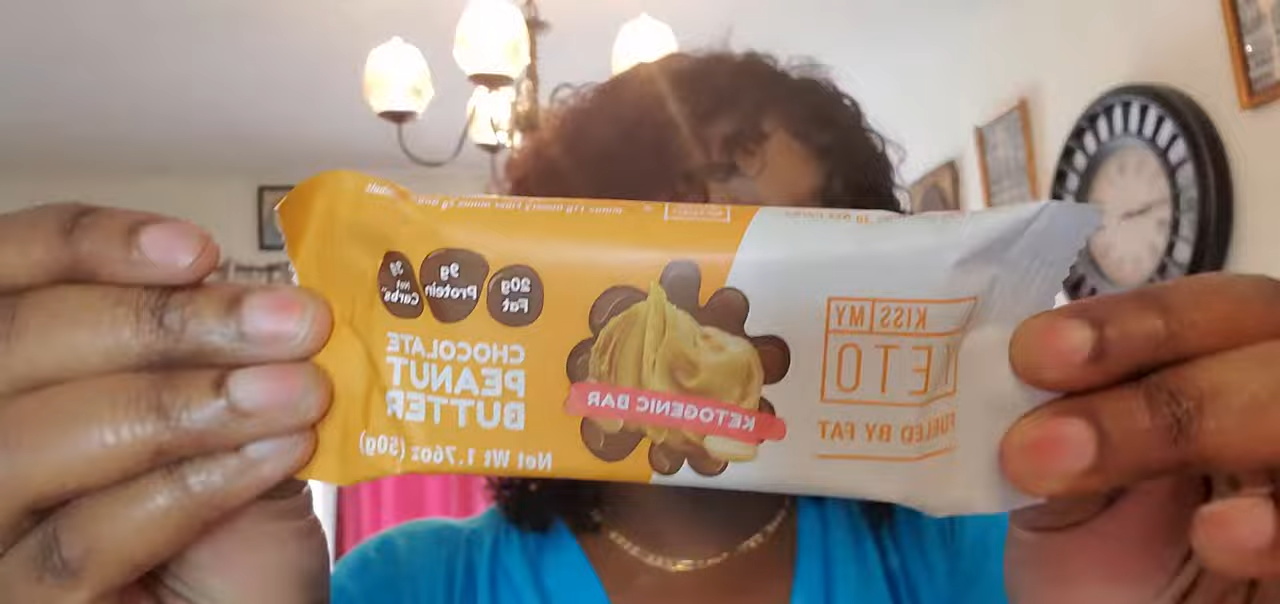 KISS MY
KETO
FUELED BY FAT
KETOGENIC BAR
20g
Fat
9g
Protein
3g
Net
Carbs
CHOCOLATE
PEANUT
BUTTER
Net Wt 1.76oz (50g)